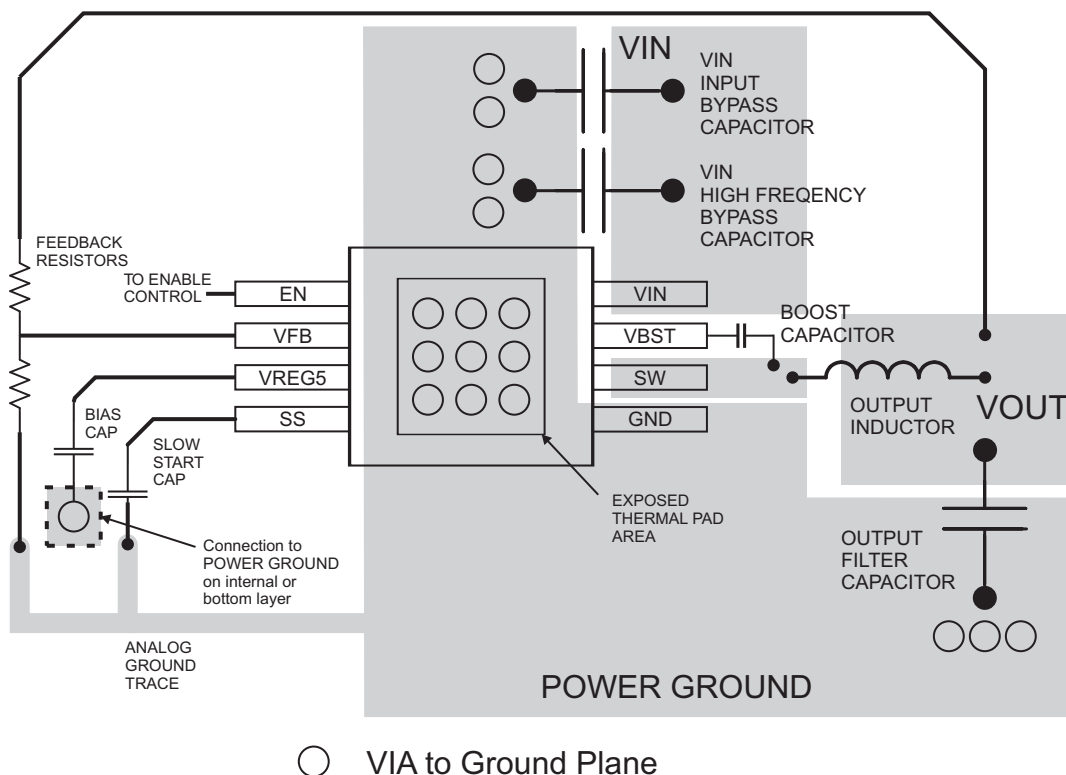 VIN
VIN
INPUT
BYPASS
CAPACITOR
VIN
HIGH FREQENCY
BYPASS
CAPACITOR
FEEDBACK
RESISTORS
TO ENABLE
CONTROL
EN
VFB
VREG5
SS
VIN
VBST
SW
GND
BOOST
CAPACITOR
OUTPUT
INDUCTOR
VOUT
BIAS
CAP
SLOW
START
CAP
EXPOSED
THERMAL PAD
AREA
Connection to
POWER GROUND
on internal or
bottom layer
OUTPUT
FILTER
CAPACITOR
ANALOG
GROUND
TRACE
POWER GROUND
VIA to Ground Plane